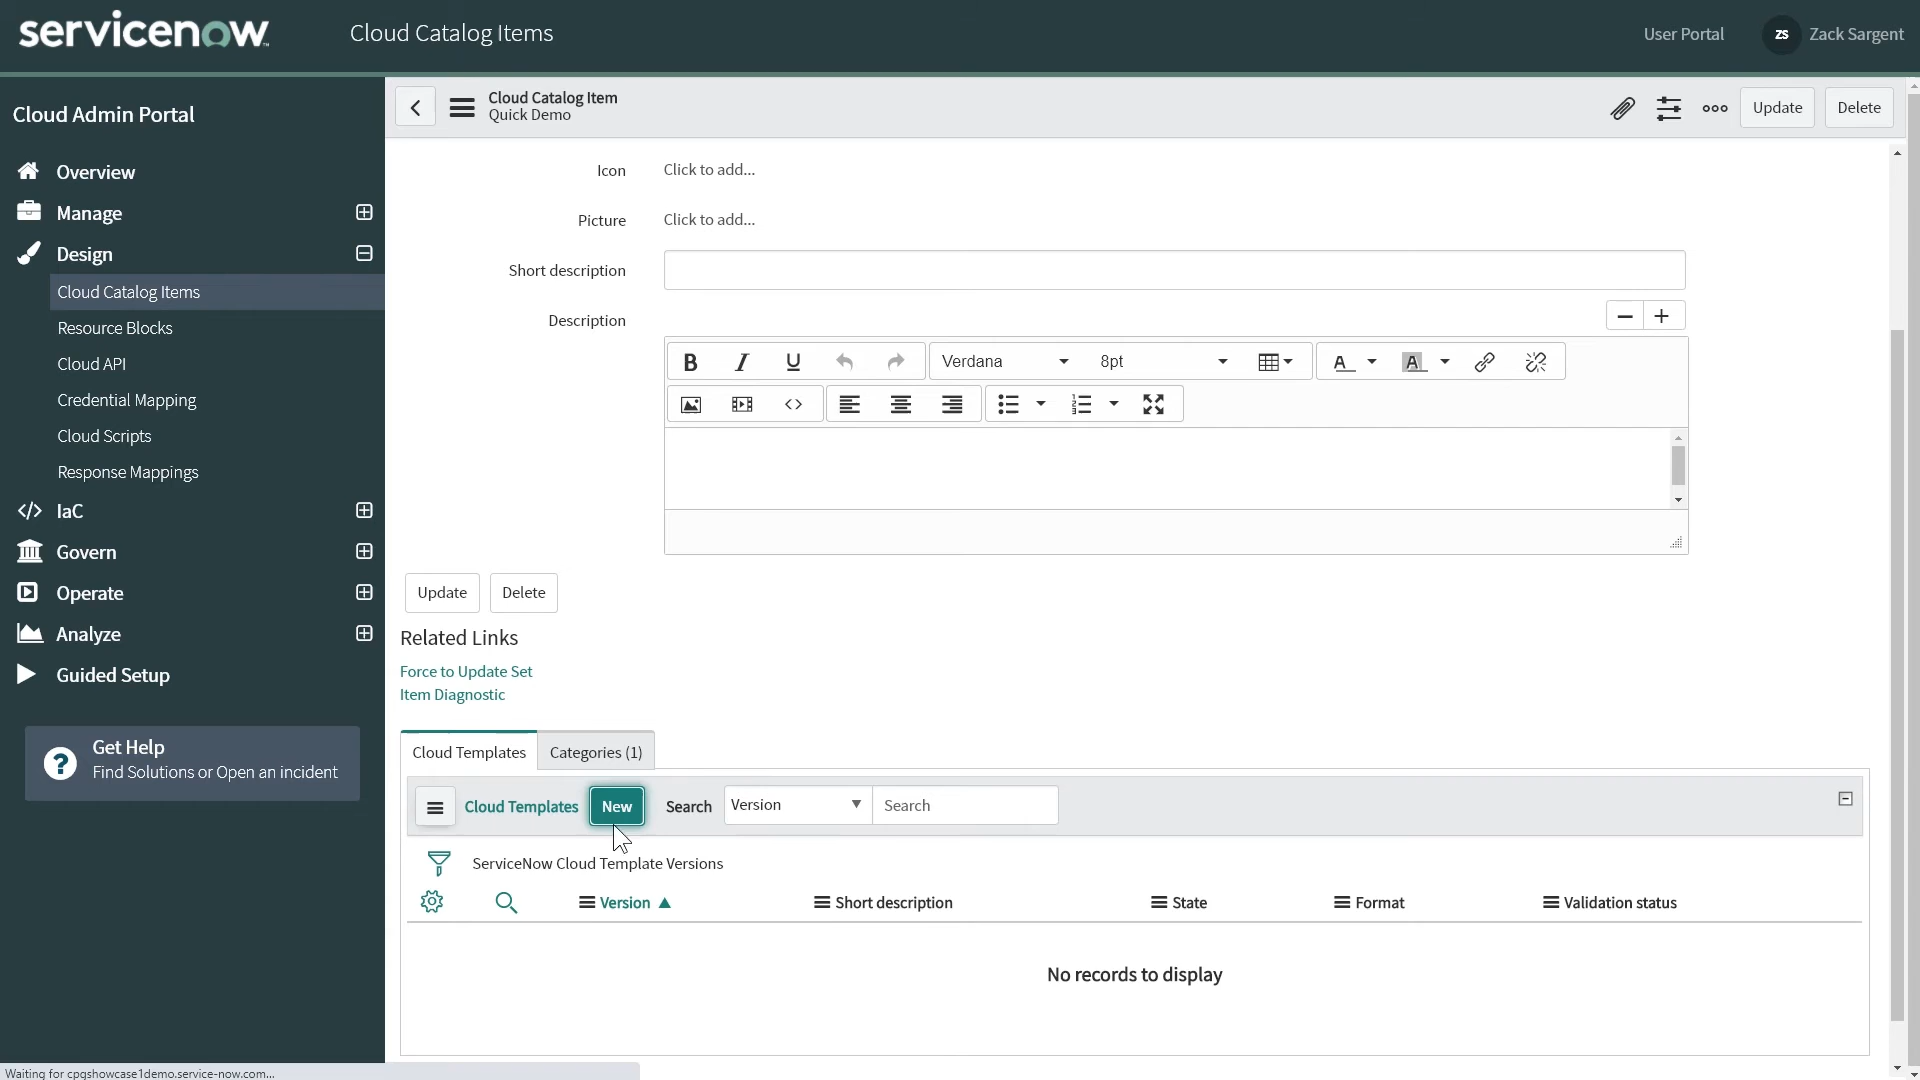 servicenow
Cloud Catalog Items
User Portal
ZS
Zack Sargent
Cloud Admin Portal
Overview
Manage
Design
Cloud Catalog Items
Resource Blocks
Cloud API
Credential Mapping
Cloud Scripts
Response Mappings
IaC
Govern
Operate
Analyze
Guided Setup
Get Help
Find Solutions or Open an incident
Cloud Catalog Item
Quick Demo
Update
Delete
Icon
Click to add...
Picture
Click to add...
Short description
Description
Verdana
8pt
Update
Delete
Related Links
Force to Update Set
Item Diagnostic
Cloud Templates
Categories (1)
Cloud Templates
New
Search
Version
Search
ServiceNow Cloud Template Versions
Version
Short description
State
Format
Validation status
No records to display
Waiting for cpgshowcase1demo.service-now.com...